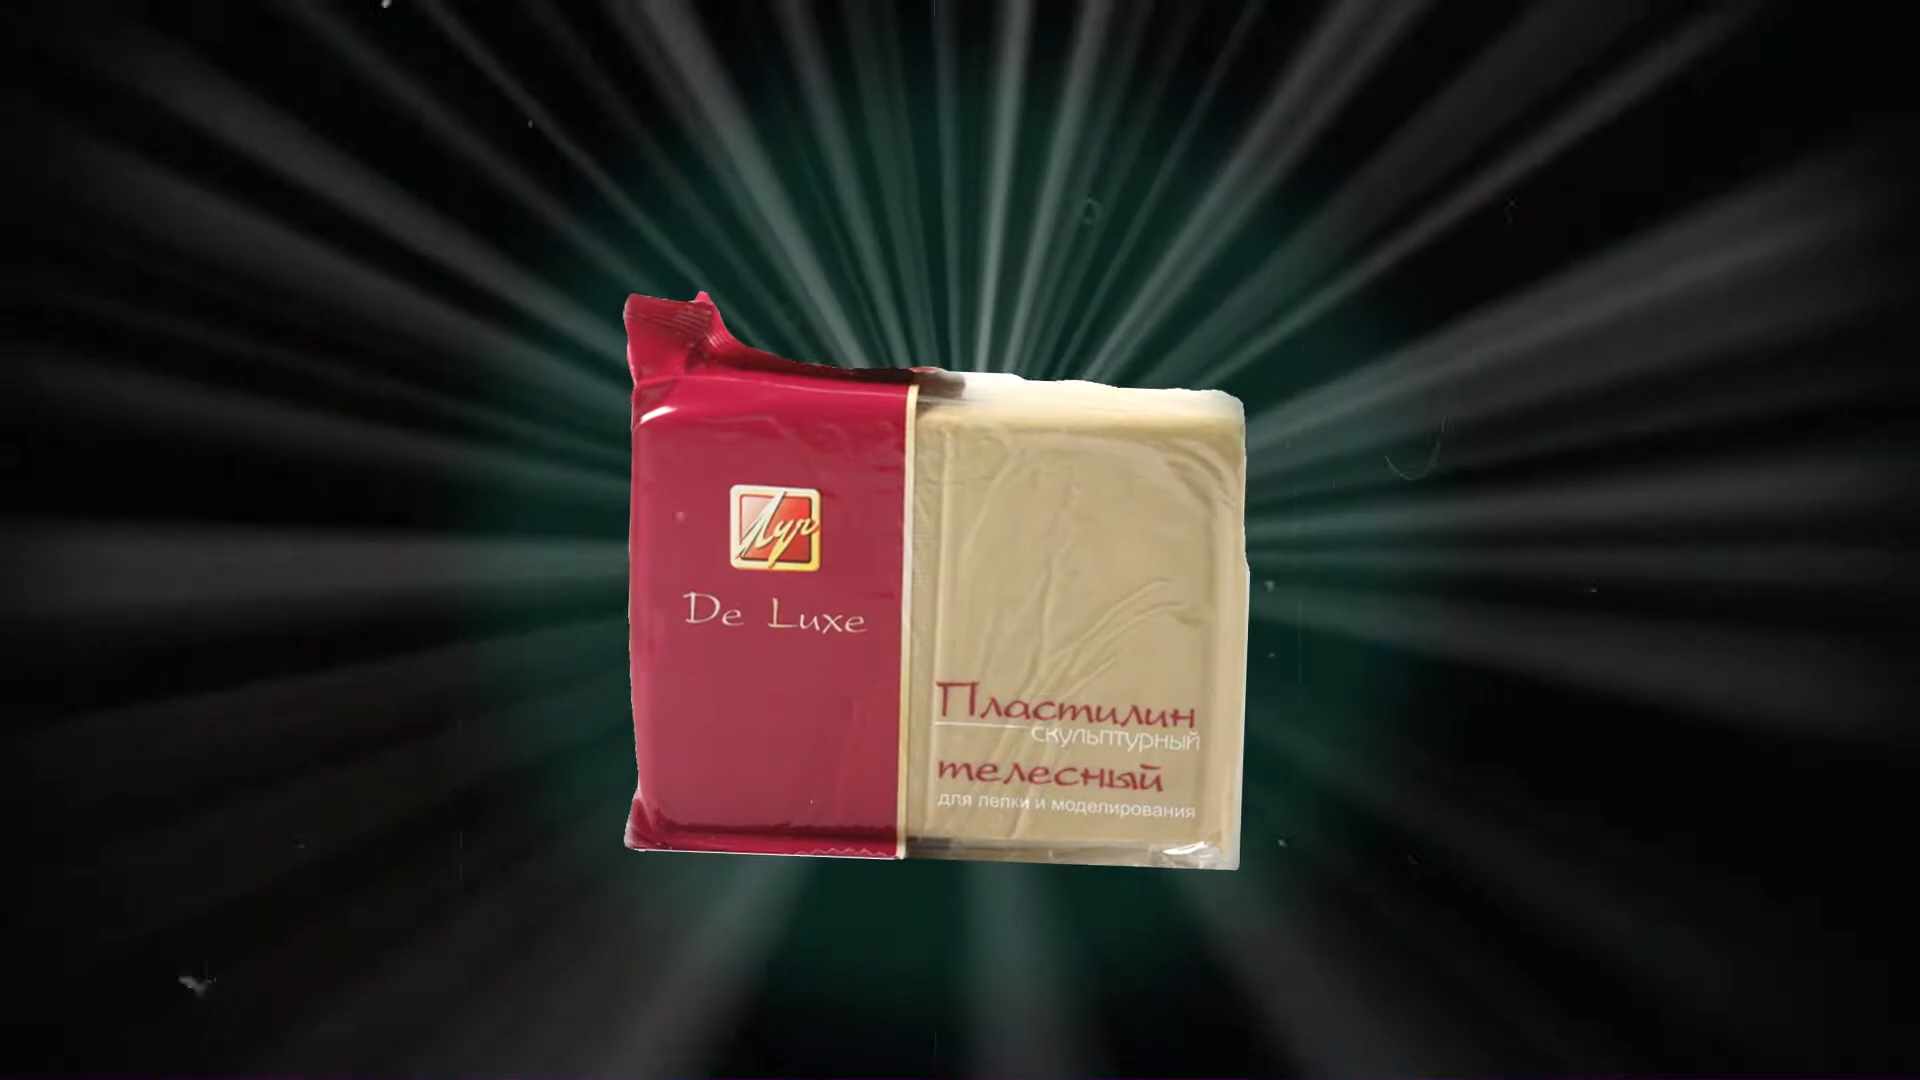 Луч
De Luxe
Пластилин
скульптурный
телесный
для лепки и моделирования